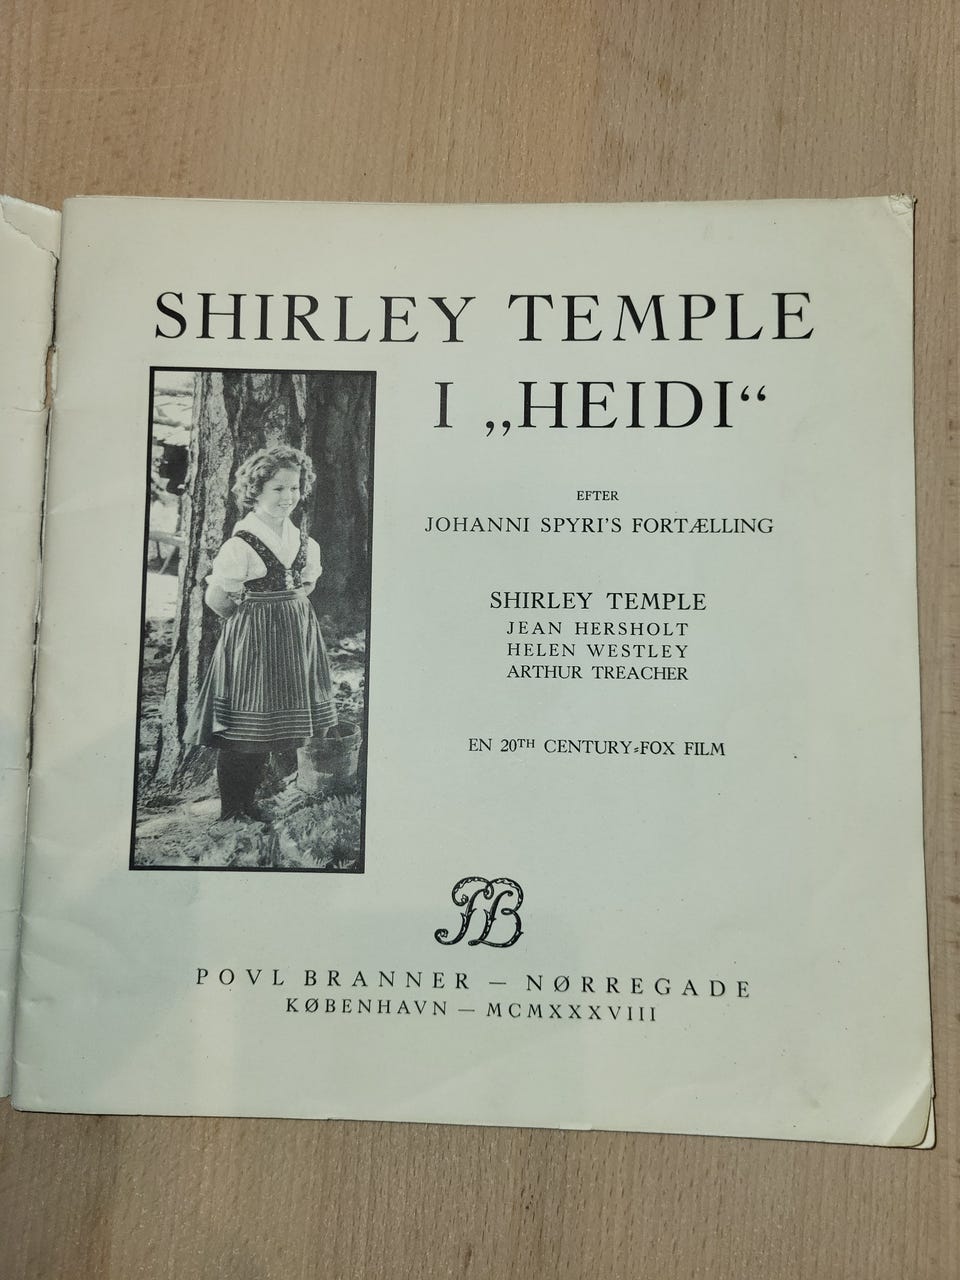 SHIRLEY TEMPLE
I „HEIDI“
EFTER
JOHANNI SPYRI'S FORTÆLLING
SHIRLEY TEMPLE
JEAN HERSHOLT
HELEN WESTLEY
ARTHUR TREACHER
EN 20TH CENTURY=FOX FILM
PB
POVL BRANNER — NØRREGADE
KØBENHAVN — MCMXXXVIII